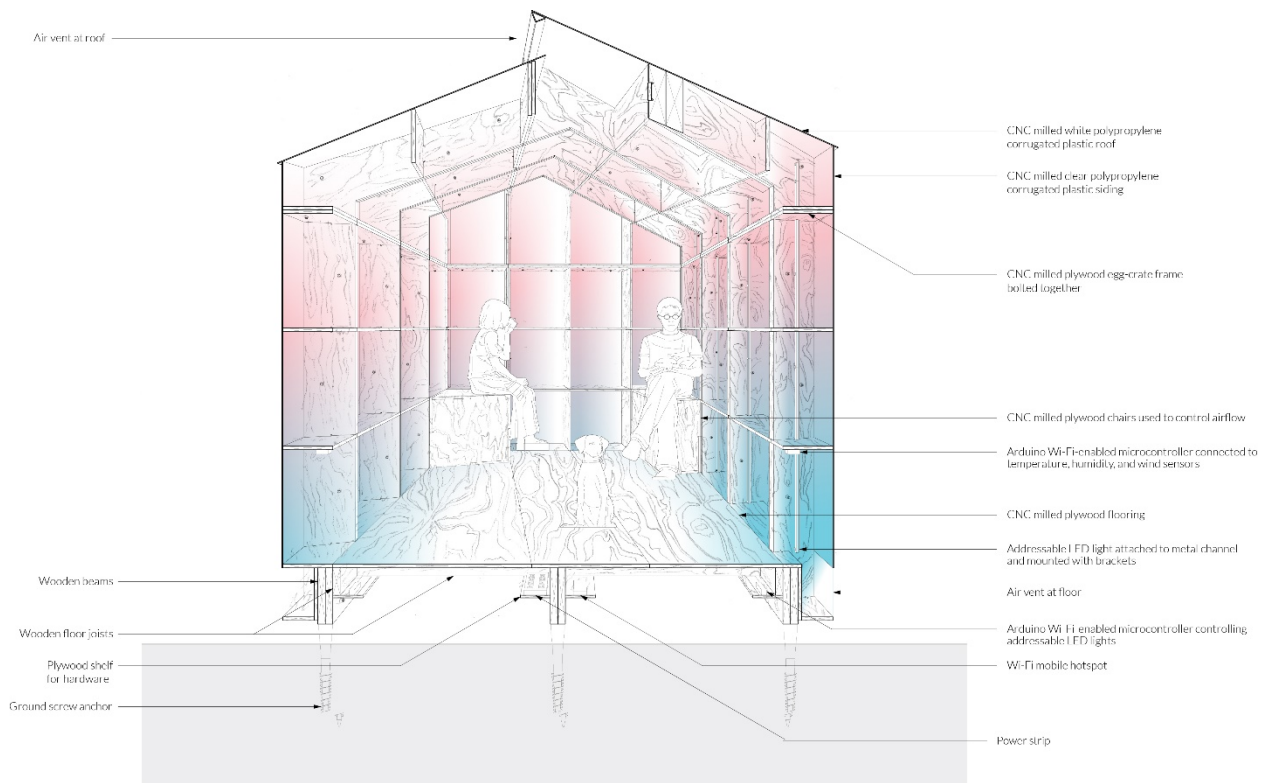 Air vent at roof
CNC milled white polypropylene
corrugated plastic roof
CNC milled clear polypropylene
corrugated plastic siding
CNC milled plywood egg-crate frame
bolted together
CNC milled plywood chairs used to control airflow
Arduino Wi-Fi-enabled microcontroller connected to
temperature, humidity, and wind sensors
CNC milled plywood flooring
Addressable LED light attached to metal channel
and mounted with brackets
Wooden beams
Air vent at floor
Wooden floor joists
Arduino Wi-Fi-enabled microcontroller controlling
addressable LED lights
Plywood shelf
for hardware
Wi-Fi mobile hotspot
Ground screw anchor
Power strip